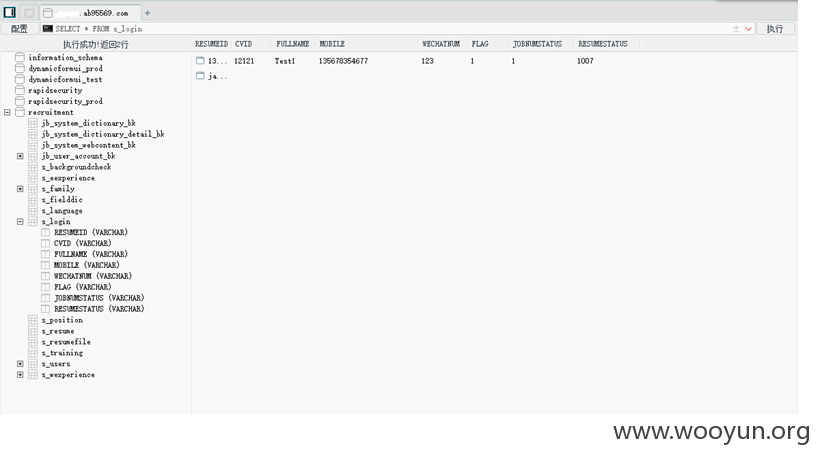 .ab95569.com
配置 SELECT * FROM s_login 执行
执行成功!返回2行
RESUMEID CVID FULLNAME MOBILE WECHATNUM FLAG JOBNUMSTATUS RESUMESTATUS
13... 12121 Test1 135678354677 123 1 1 1007
ja...
information_schema
dynamicformui_prod
dynamicformui_test
rapidsecurity
rapidsecurity_prod
recruitment
jb_system_dictionary_bk
jb_system_dictionary_detail_bk
jb_system_webcontent_bk
jb_user_account_bk
s_backgroundcheck
s_eexperience
s_family
s_fielddic
s_language
s_login
RESUMEID (VARCHAR)
CVID (VARCHAR)
FULLNAME (VARCHAR)
MOBILE (VARCHAR)
WECHATNUM (VARCHAR)
FLAG (VARCHAR)
JOBNUMSTATUS (VARCHAR)
RESUMESTATUS (VARCHAR)
s_position
s_resume
s_resumefile
s_training
s_users
s_wexperience
www.wooyun.org